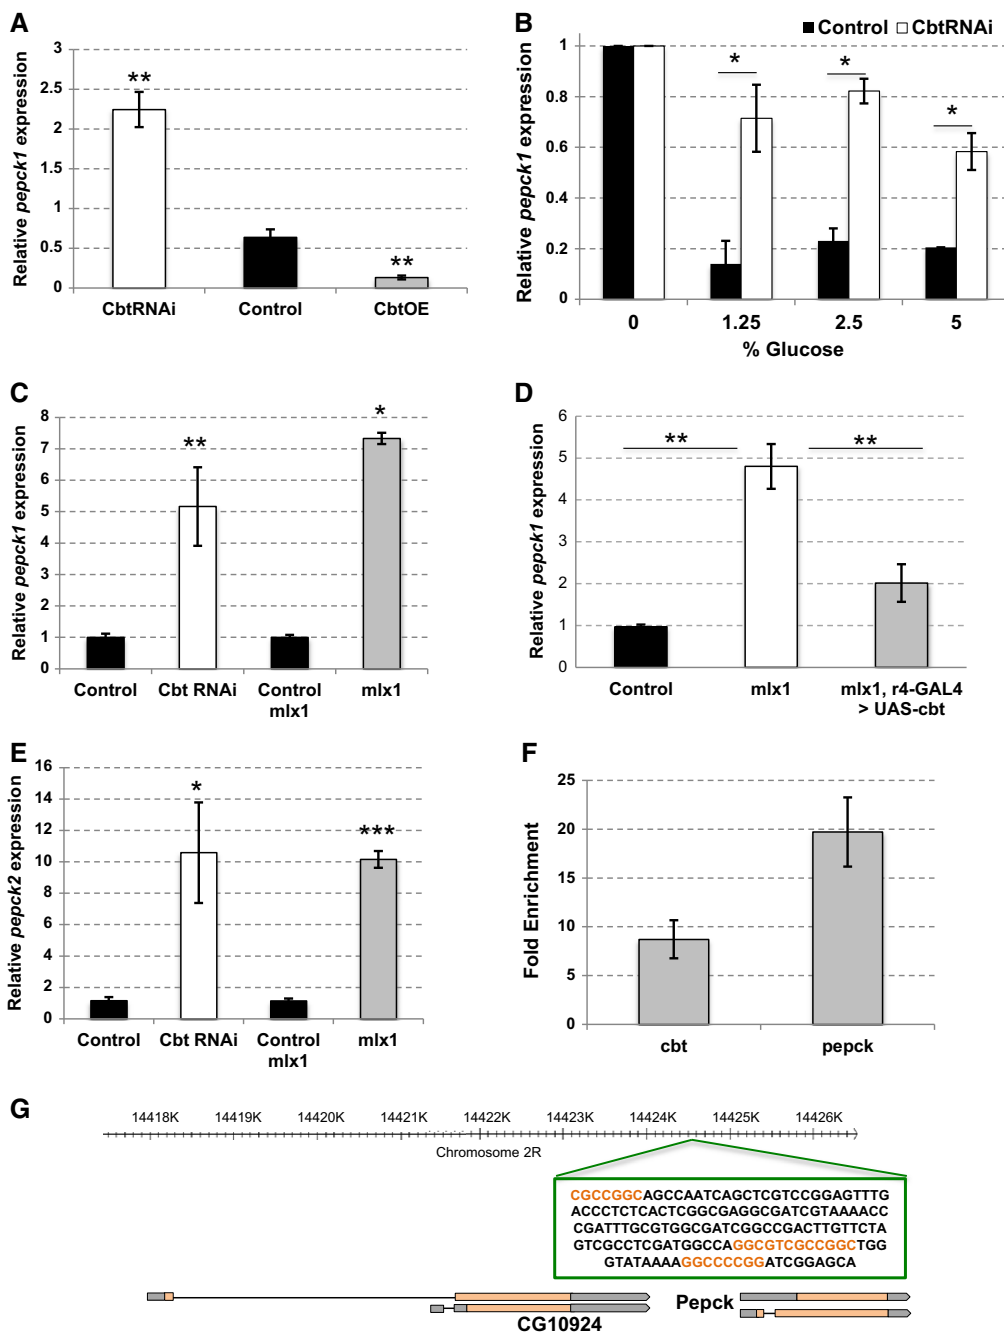 A
Relative pepck1 expression
3
2.5
2
1.5
1
0.5
0
**
**
CbtRNAi Control CbtOE
B
Control CbtRNAi
Relative pepck1 expression
1
0.8
0.6
0.4
0.2
0
*
*
*
0 1.25 2.5 5
% Glucose
C
Relative pepck1 expression
8
7
6
5
4
3
2
1
0
**
*
Control Cbt RNAi Control mlx1
mlx1
D
Relative pepck1 expression
6
5
4
3
2
1
0
** **
Control mlx1 mlx1, r4-GAL4
> UAS-cbt
E
Relative pepck2 expression
16
14
12
10
8
6
4
2
0
*
***
Control Cbt RNAi Control mlx1
mlx1
F
Fold Enrichment
25
20
15
10
5
0
cbt pepck
G
14418K 14419K 14420K 14421K 14422K 14423K 14424K 14425K 14426K
Chromosome 2R
CGCCGGCAGCCAATCAGCTCGTCCGGAGTTTG
ACCCTCTCACTCGGCGAGGCGATCGTAAAACC
CGATTTGCGTGGCGATCGGCCGACTTGTTCTA
GTCGCCTCGATGGCCAGGCGTCGCCGGCTGG
GTATAAAAGGCCCCGGATCGGAGCA
Pepck
CG10924